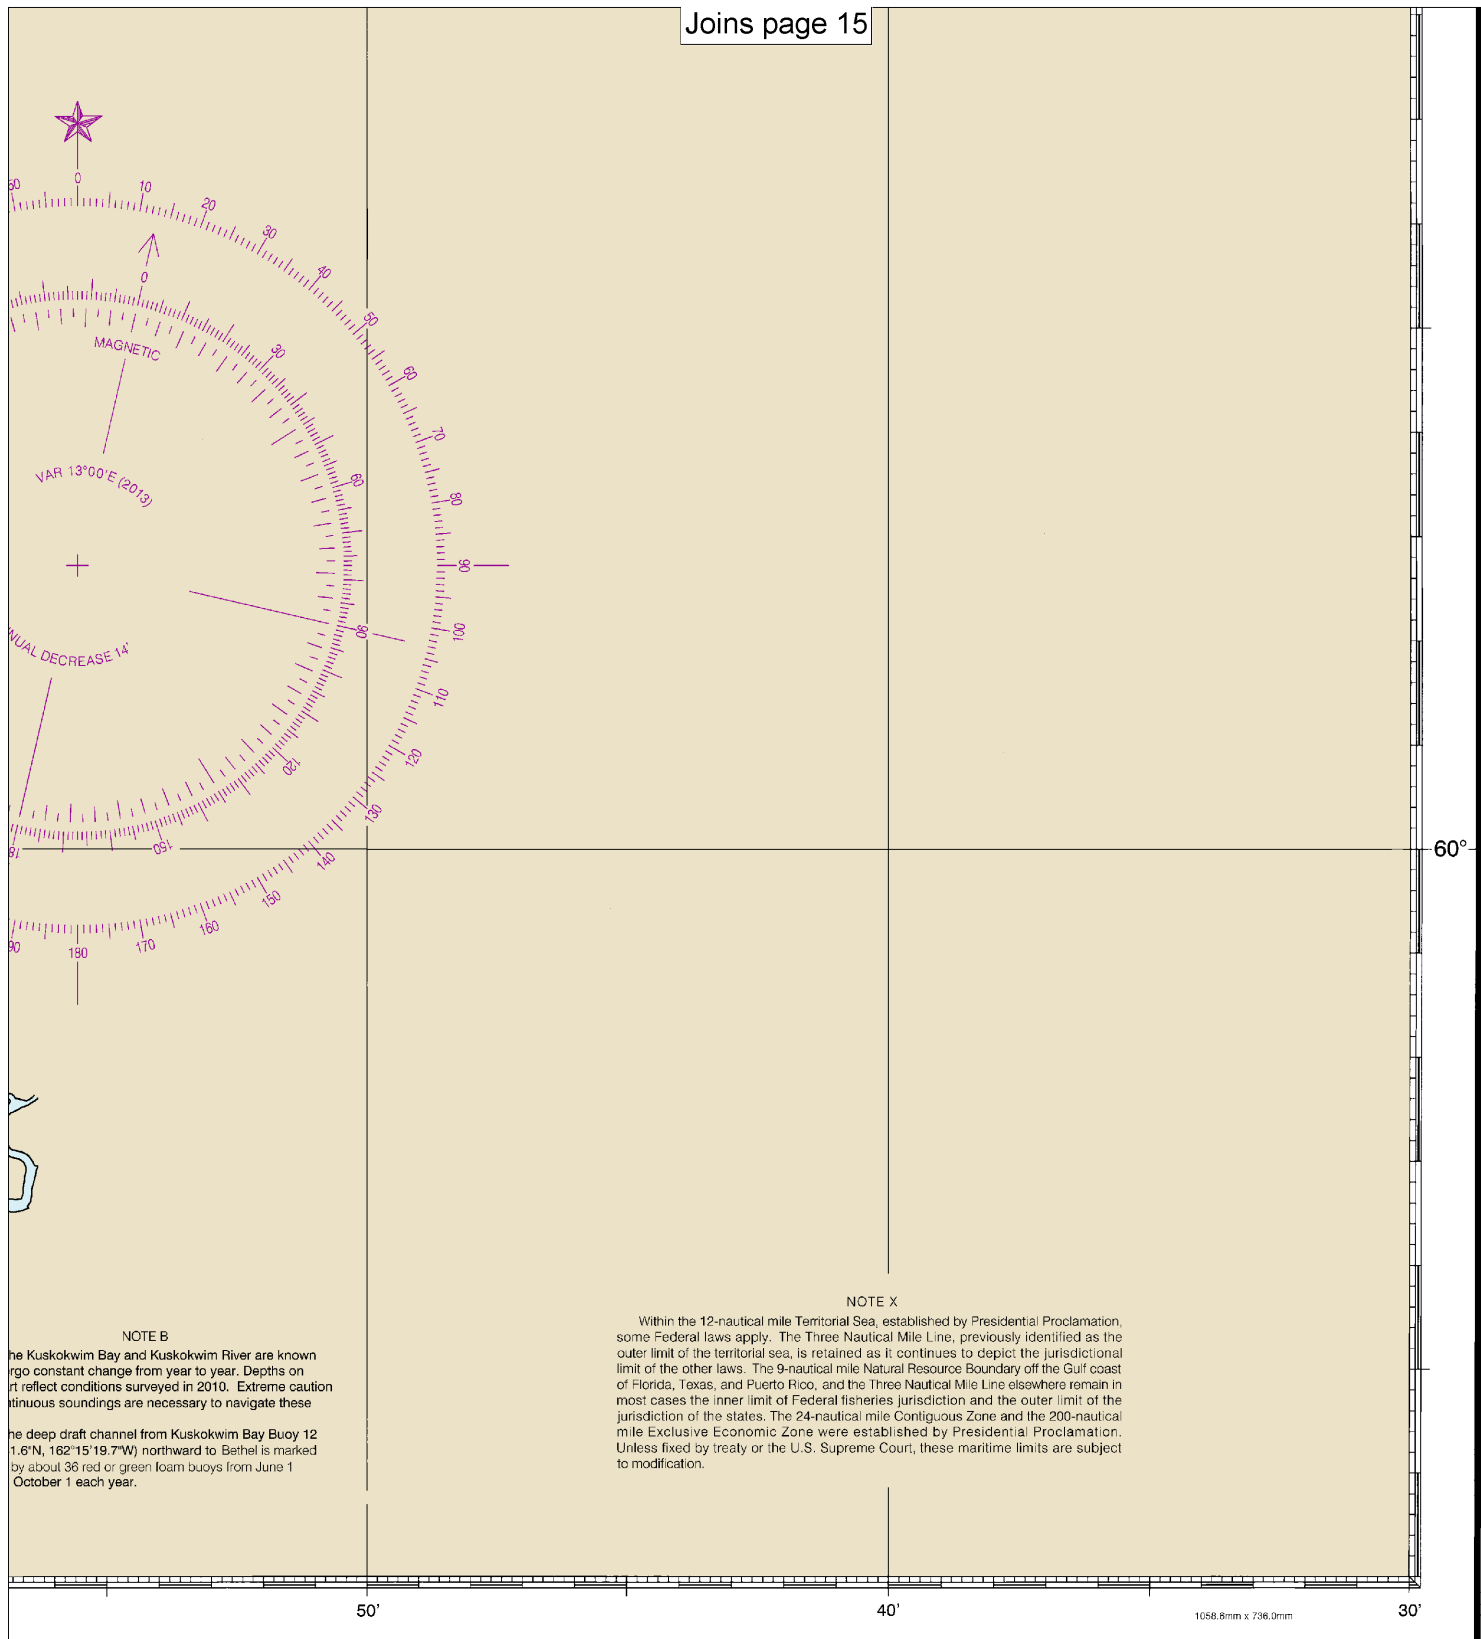 Joins page 15
0
10
20
30
40
50
60
70
80
90
100
110
120
130
140
150
160
170
180
0
30
60
90
120
150
MAGNETIC
VAR 13°00'E (2013)
DECREASE 14'
60°
NOTE X
Within the 12-nautical mile Territorial Sea, established by Presidential Proclamation,
some Federal laws apply. The Three Nautical Mile Line, previously identified as the
outer limit of the territorial sea, is retained as it continues to depict the jurisdictional
limit of the other laws. The 9-nautical mile Natural Resource Boundary off the Gulf coast
of Florida, Texas, and Puerto Rico, and the Three Nautical Mile Line elsewhere remain in
most cases the inner limit of Federal fisheries jurisdiction and the outer limit of the
jurisdiction of the states. The 24-nautical mile Contiguous Zone and the 200-nautical
mile Exclusive Economic Zone were established by Presidential Proclamation.
Unless fixed by treaty or the U.S. Supreme Court, these maritime limits are subject
to modification.
NOTE B
he Kuskokwim Bay and Kuskokwim River are known
rgo constant change from year to year. Depths on
rt reflect conditions surveyed in 2010. Extreme caution
tinuous soundings are necessary to navigate these
he deep draft channel from Kuskokwim Bay Buoy 12
1.6"N, 162°15'19.7"W) northward to Bethel is marked
by about 36 red or green foam buoys from June 1
October 1 each year.
50'
40'
30'
1058.6mm x 736.0mm